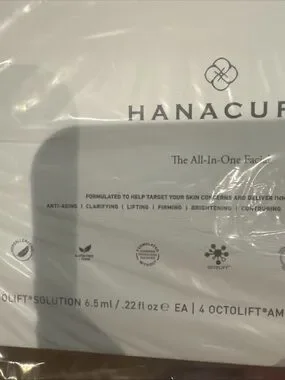 HANACUR
The All-In-One Facia
FORMULATED TO HELP TARGET YOUR SKIN CONCERNS AND DELIVER INN
ANTI-AGING | CLARIFYING | LIFTING | FIRMING | BRIGHTENING | CONTOURING
OCTOLIFT
OLIFT® SOLUTION 6.5 ml / .22 fl oz ℮ EA | 4 OCTOLIFT® AM